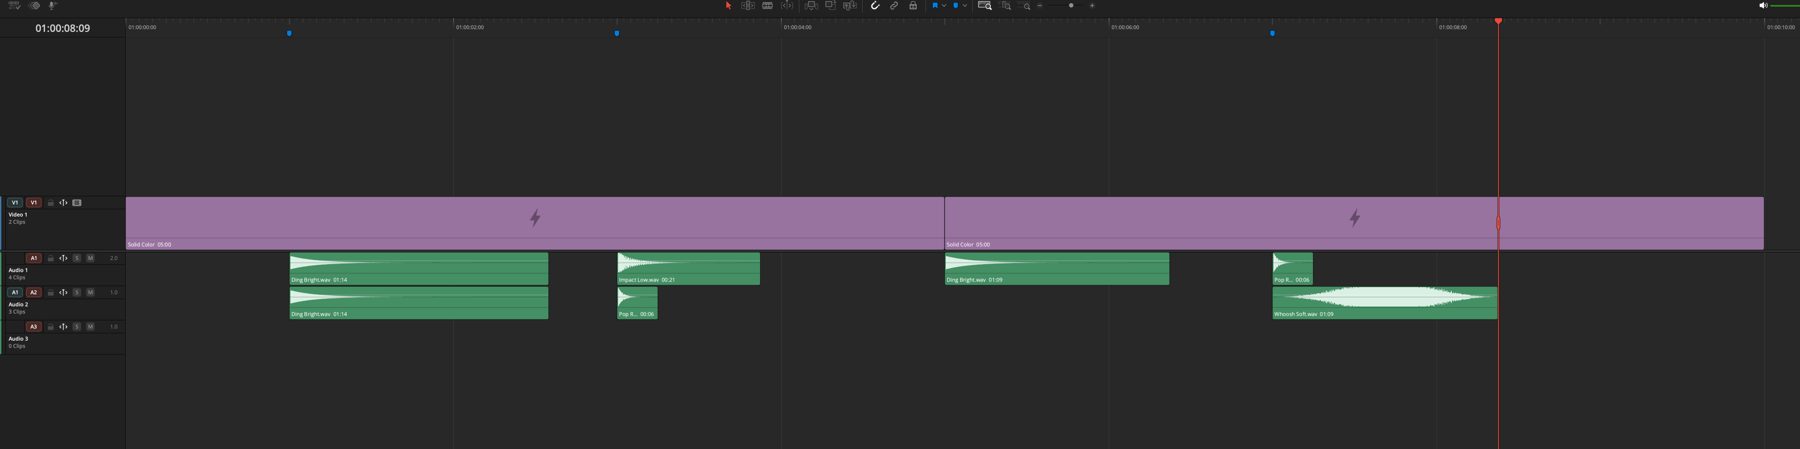 01:00:08:09
01:00:00:00
01:00:02:00
01:00:04:00
01:00:06:00
01:00:08:00
01:00:10:00
V1 V1
Video 1
2 Clips
Solid Color 05:00
Solid Color 05:00
A1 S M 2.0
Audio 1
4 Clips
Ding Bright.wav 01:14
Impact Low.wav 00:21
Ding Bright.wav 01:09
Pop R... 00:06
A1 A2 S M 1.0
Audio 2
3 Clips
Ding Bright.wav 01:14
Pop R... 00:06
Whoosh Soft.wav 01:09
A3 S M 1.0
Audio 3
0 Clips